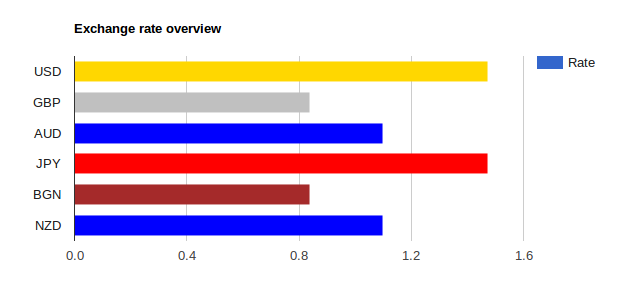 Exchange rate overview
Rate
USD
GBP
AUD
JPY
BGN
NZD
0.0 0.4 0.8 1.2 1.6